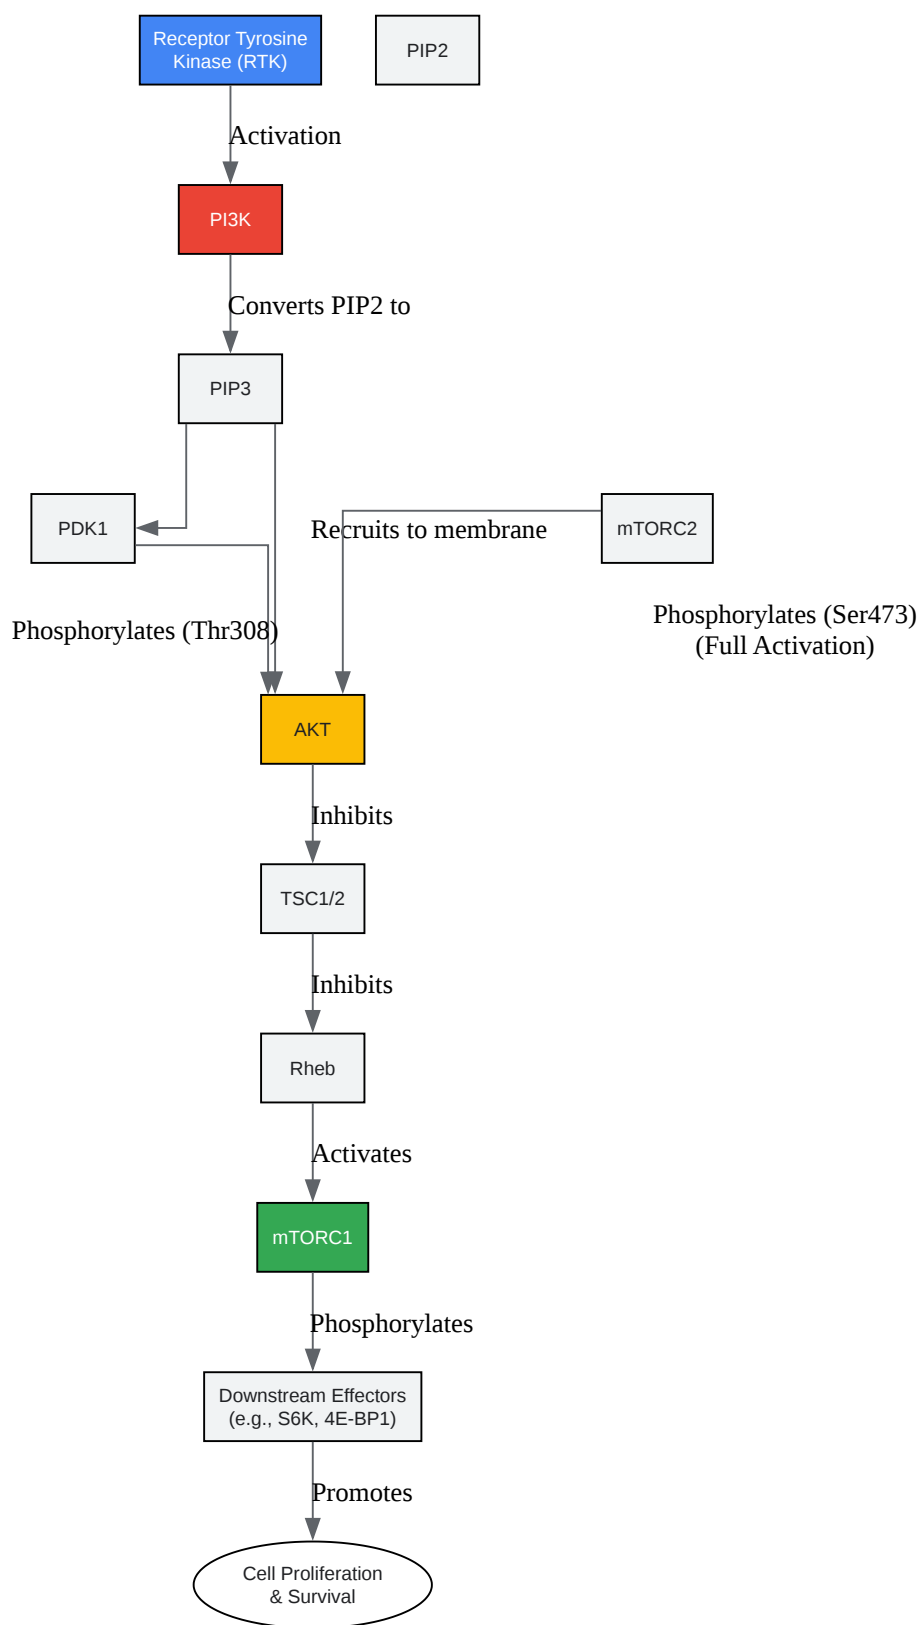 Receptor Tyrosine
Kinase (RTK)
PIP2
Activation
PI3K
Converts PIP2 to
PIP3
PDK1
Recruits to membrane
mTORC2
Phosphorylates (Thr308)
Phosphorylates (Ser473)
(Full Activation)
AKT
Inhibits
TSC1/2
Inhibits
Rheb
Activates
mTORC1
Phosphorylates
Downstream Effectors
(e.g., S6K, 4E-BP1)
Promotes
Cell Proliferation
& Survival